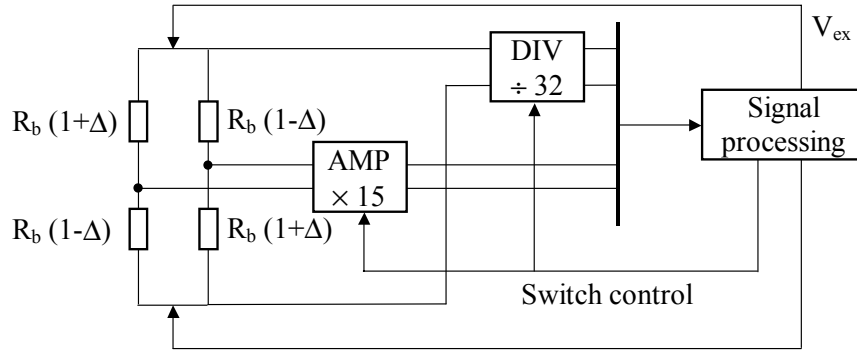 V_ex
DIV
÷ 32
Signal
processing
R_b (1+Δ)
R_b (1-Δ)
AMP
× 15
R_b (1-Δ)
R_b (1+Δ)
Switch control